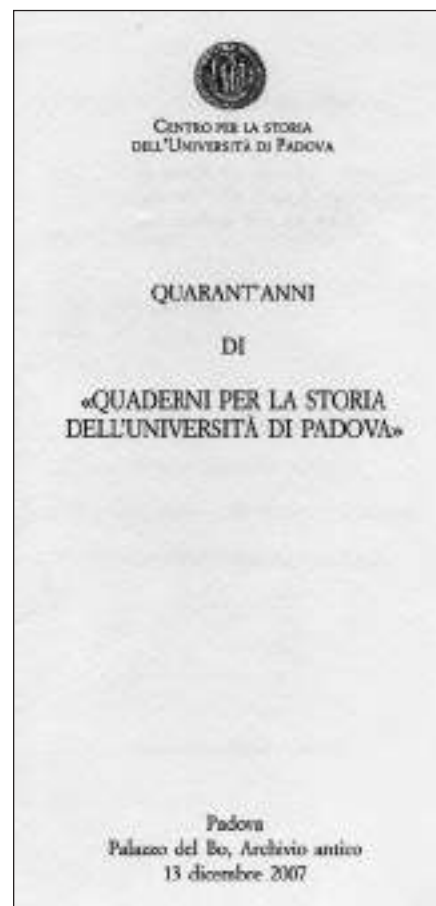 CENTRO PER LA STORIA
DELL'UNIVERSITÀ DI PADOVA
QUARANT'ANNI
DI
«QUADERNI PER LA STORIA
DELL'UNIVERSITÀ DI PADOVA»
Padova
Palazzo del Bo, Archivio antico
13 dicembre 2007